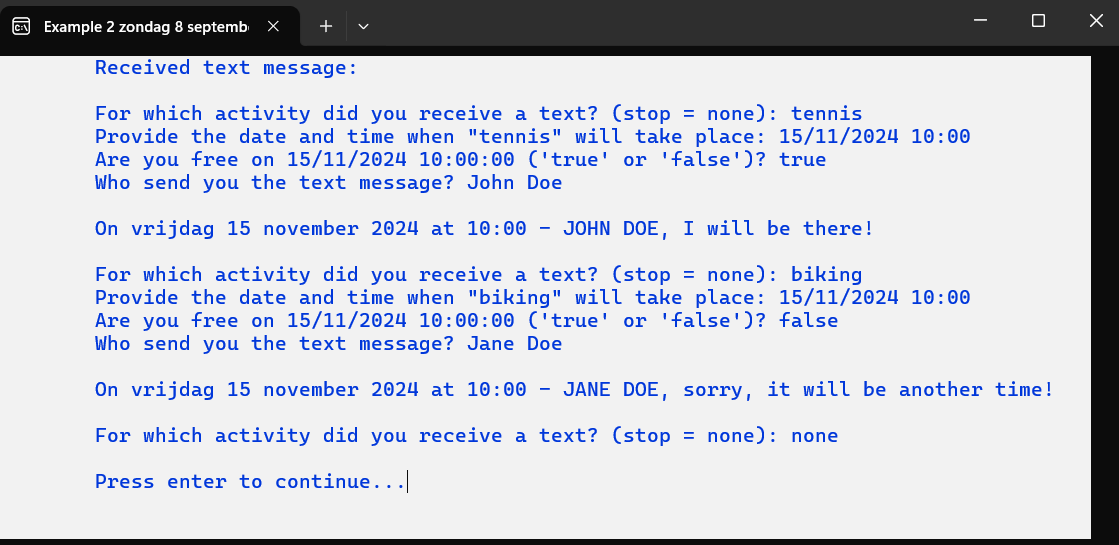 Example 2 zondag 8 septemb
Received text message:
For which activity did you receive a text? (stop = none): tennis
Provide the date and time when "tennis" will take place: 15/11/2024 10:00
Are you free on 15/11/2024 10:00:00 ('true' or 'false')? true
Who send you the text message? John Doe
On vrijdag 15 november 2024 at 10:00 – JOHN DOE, I will be there!
For which activity did you receive a text? (stop = none): biking
Provide the date and time when "biking" will take place: 15/11/2024 10:00
Are you free on 15/11/2024 10:00:00 ('true' or 'false')? false
Who send you the text message? Jane Doe
On vrijdag 15 november 2024 at 10:00 – JANE DOE, sorry, it will be another time!
For which activity did you receive a text? (stop = none): none
Press enter to continue...